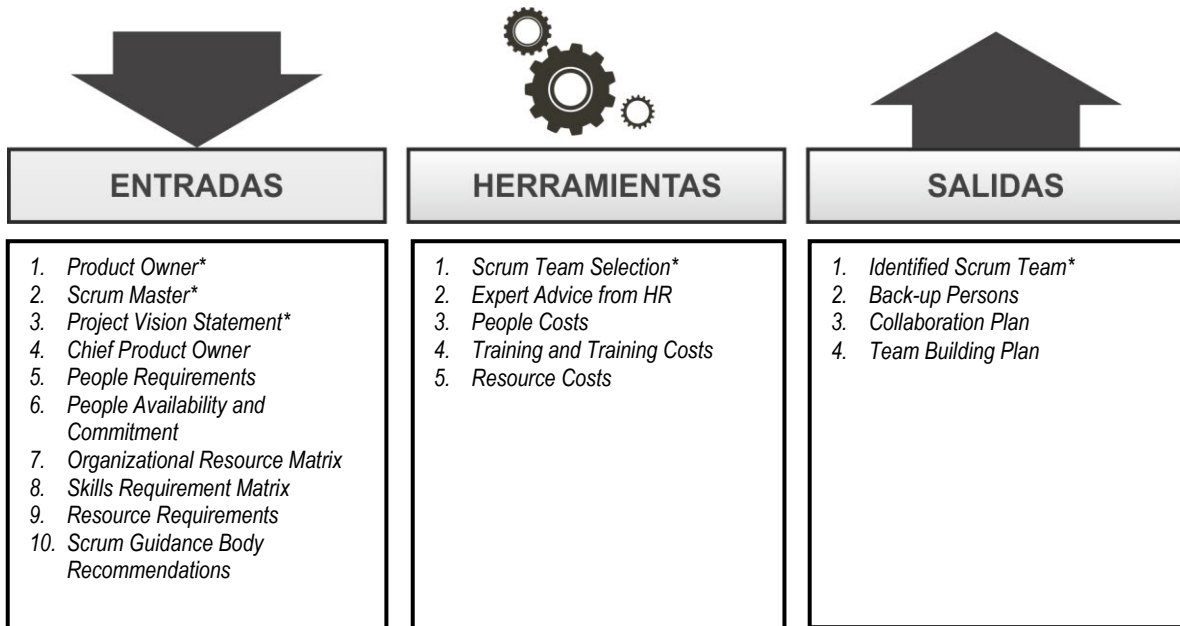 ENTRADAS
1. Product Owner*
2. Scrum Master*
3. Project Vision Statement*
4. Chief Product Owner
5. People Requirements
6. People Availability and
Commitment
7. Organizational Resource Matrix
8. Skills Requirement Matrix
9. Resource Requirements
10. Scrum Guidance Body
Recommendations
HERRAMIENTAS
1. Scrum Team Selection*
2. Expert Advice from HR
3. People Costs
4. Training and Training Costs
5. Resource Costs
SALIDAS
1. Identified Scrum Team*
2. Back-up Persons
3. Collaboration Plan
4. Team Building Plan